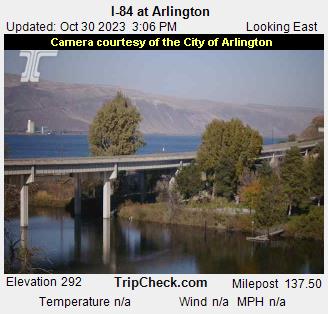 I-84 at Arlington
Updated: Oct 30 2023 3:06 PM Looking East
Camera courtesy of the City of Arlington
Elevation 292 TripCheck.com Milepost 137.50
Temperature n/a Wind n/a MPH n/a